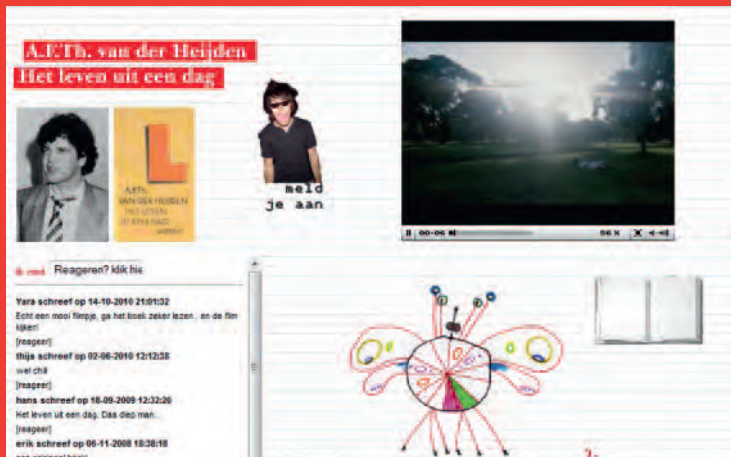 A.F.Th. van der Heijden
Het leven uit een dag
L
A.F.TH.
VAN DER HEIJDEN
HET LEVEN
UIT EEN DAG
meld
je aan
00-06
56 %
Ik vind
Reageren? klik hie
Yara schreef op 14-10-2010 21:01:32
Echt een mooi filmpje, ga het boek zeker lezen.. en de film
kijken!
[reageer]
thijs schreef op 02-06-2010 12:12:38
wel chill
[reageer]
hans schreef op 18-09-2009 12:32:20
Het leven uit een dag. Das diep man..
[reageer]
erik schreef op 06-11-2008 18:38:18